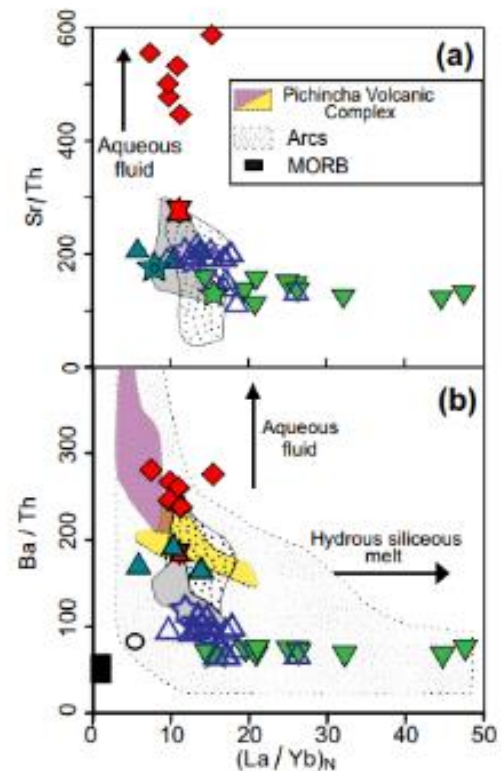 600
(a)
Pichincha Volcanic
Complex
Arcs
MORB
Aqueous
fluid
400
Sr/Th
200
0
(b)
Aqueous
fluid
300
Hydrous siliceous
melt
200
Ba / Th
100
0
0 10 20 30 40 50
(La / Yb)N